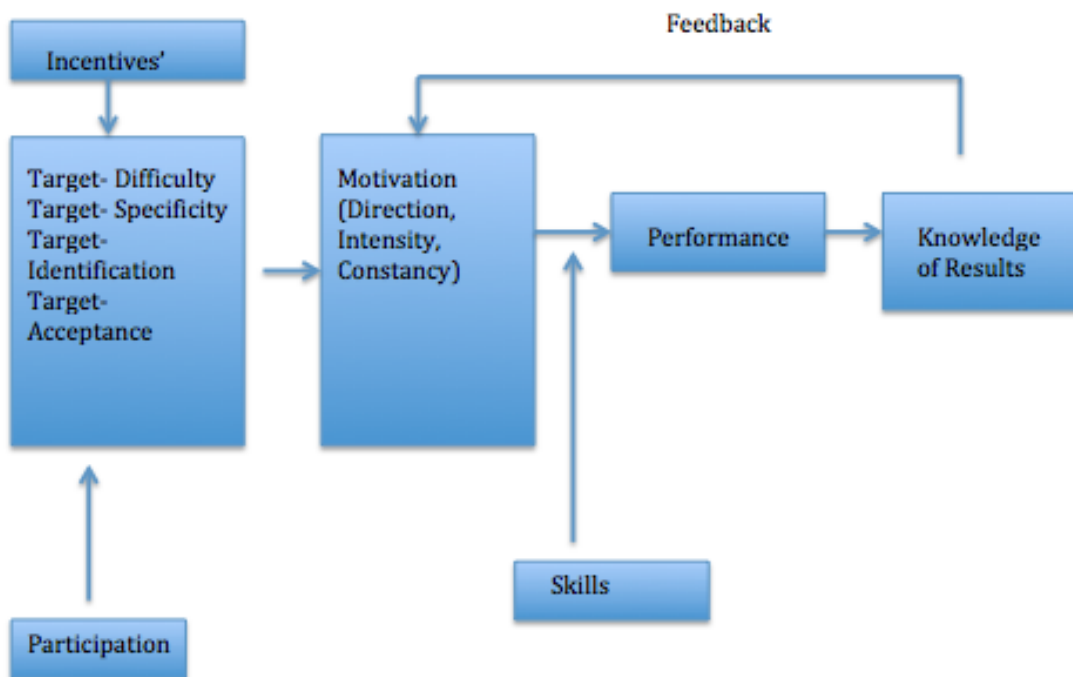 Feedback
Incentives’
Target- Difficulty
Target- Specificity
Target-
Identification
Target-
Acceptance
Motivation
(Direction,
Intensity,
Constancy)
Performance
Knowledge
of Results
Skills
Participation